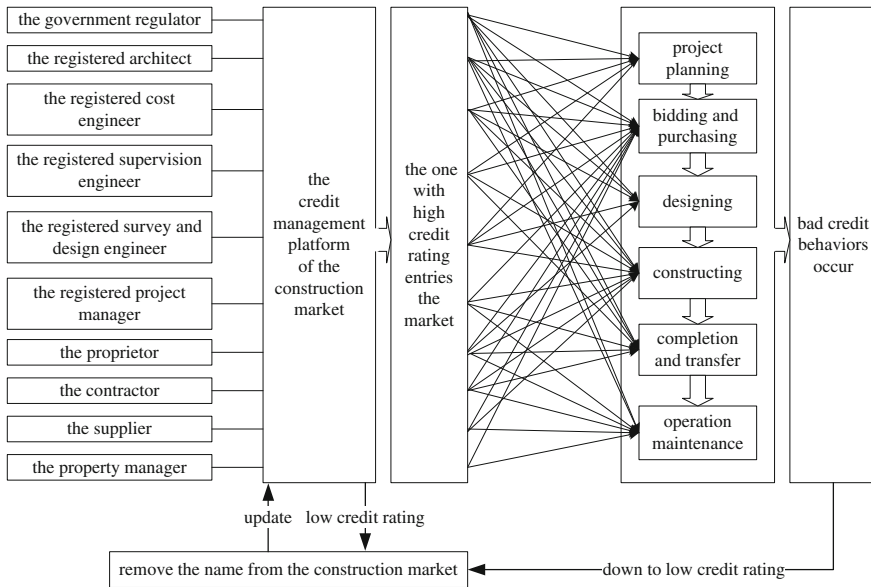 the government regulator
the registered architect
the registered cost
engineer
the registered supervision
engineer
the registered survey and
design engineer
the registered project
manager
the proprietor
the contractor
the supplier
the property manager
the
credit
management
platform
of the
construction
market
the one
with
high
credit
rating
entries
the
market
project
planning
bidding and
purchasing
designing
constructing
completion
and transfer
operation
maintenance
bad credit
behaviors
occur
update
low credit rating
remove the name from the construction market
down to low credit rating